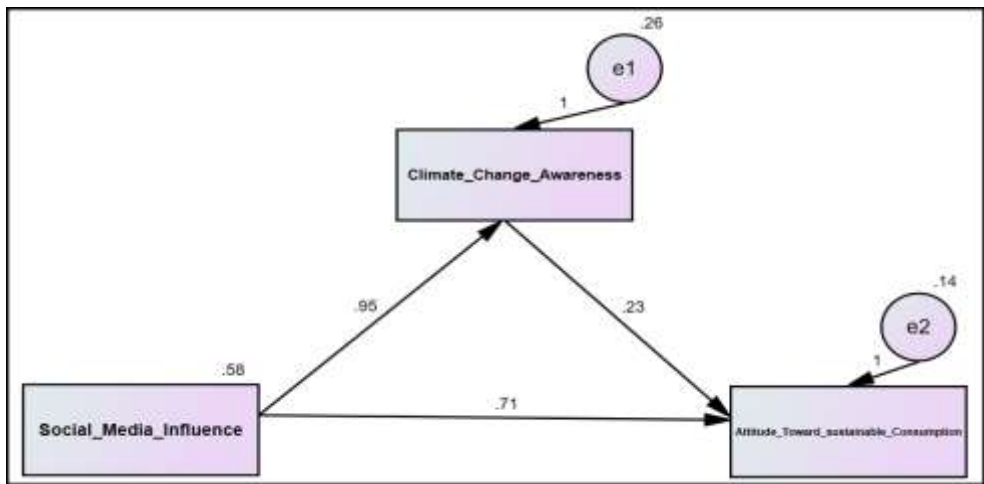 .26
e1
1
Climate_Change_Awareness
.95
.23
.14
e2
1
.58
.71
Social_Media_Influence
Attitude_Toward_sustainable_Consumption